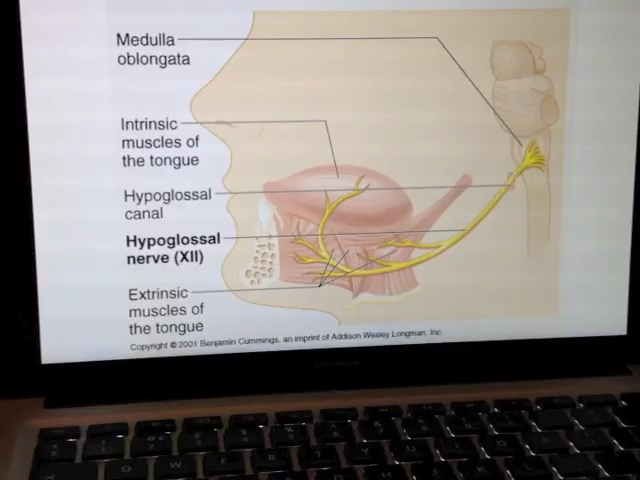 Medulla
oblongata
Intrinsic
muscles of
the tongue
Hypoglossal
canal
Hypoglossal
nerve (XII)
Extrinsic
muscles of
the tongue
Copyright © 2001 Benjamin Cummings, an imprint of Addison Wesley Longman, Inc.
Q W E R T Y U